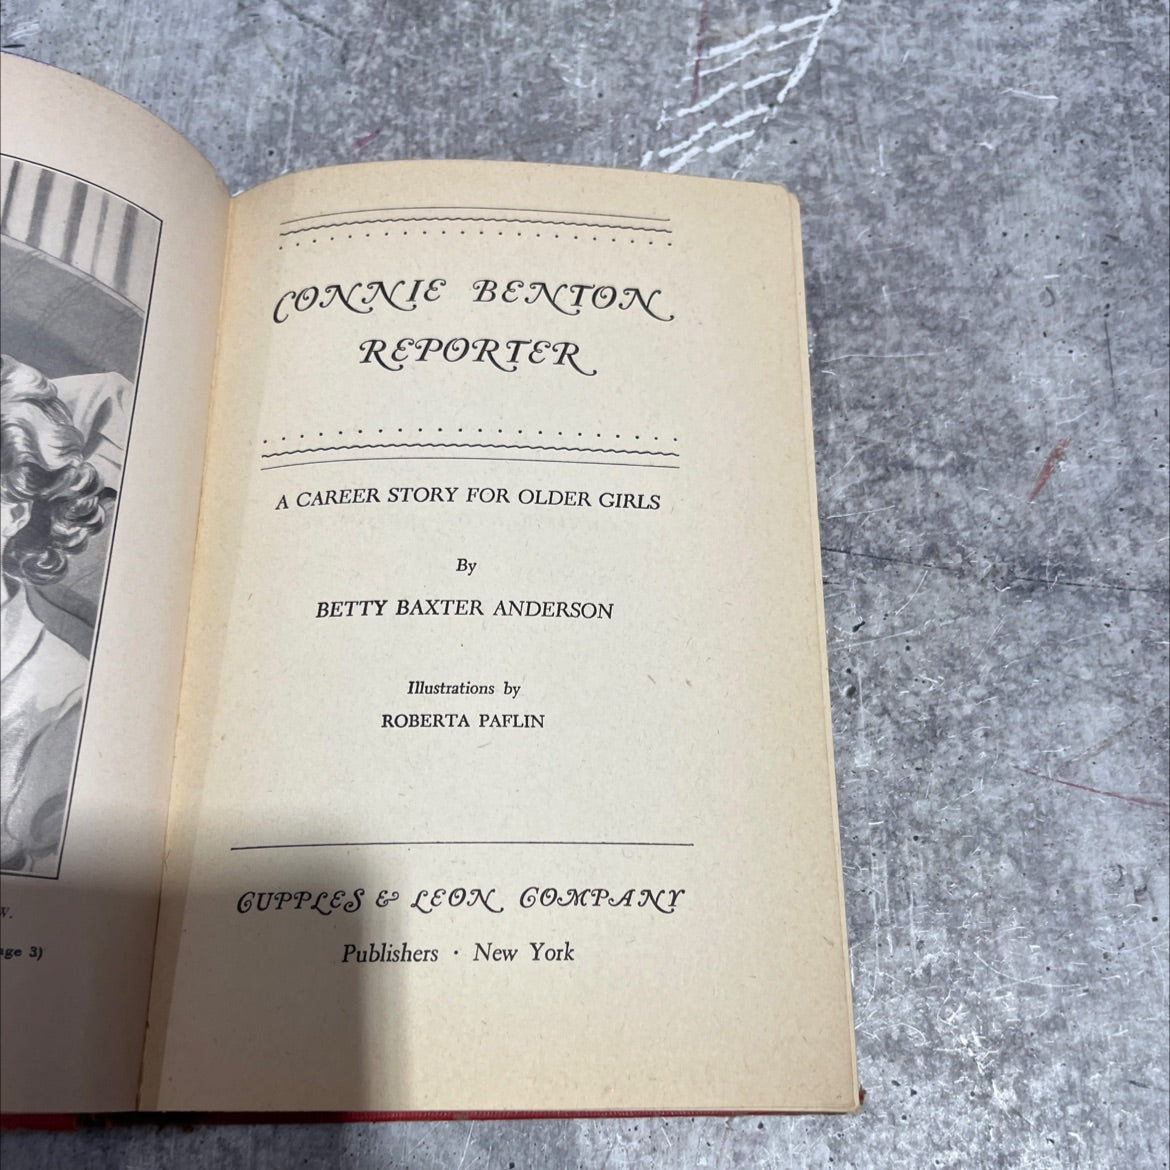 CONNIE BENTON
REPORTER
A CAREER STORY FOR OLDER GIRLS
By
BETTY BAXTER ANDERSON
Illustrations by
ROBERTA PAFLIN
CUPPLES & LEON COMPANY
Publishers · New York
3)